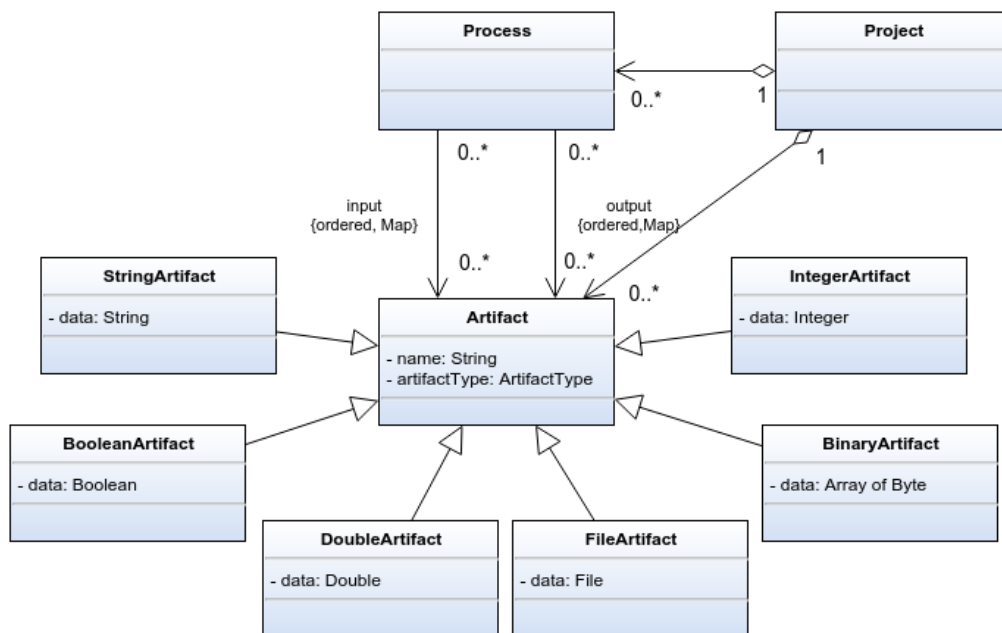 Process
Project
0..*
1
0..*
0..*
1
input
{ordered, Map}
output
{ordered,Map}
0..*
0..*
0..*
StringArtifact
- data: String
Artifact
- name: String
- artifactType: ArtifactType
IntegerArtifact
- data: Integer
BooleanArtifact
- data: Boolean
BinaryArtifact
- data: Array of Byte
DoubleArtifact
- data: Double
FileArtifact
- data: File